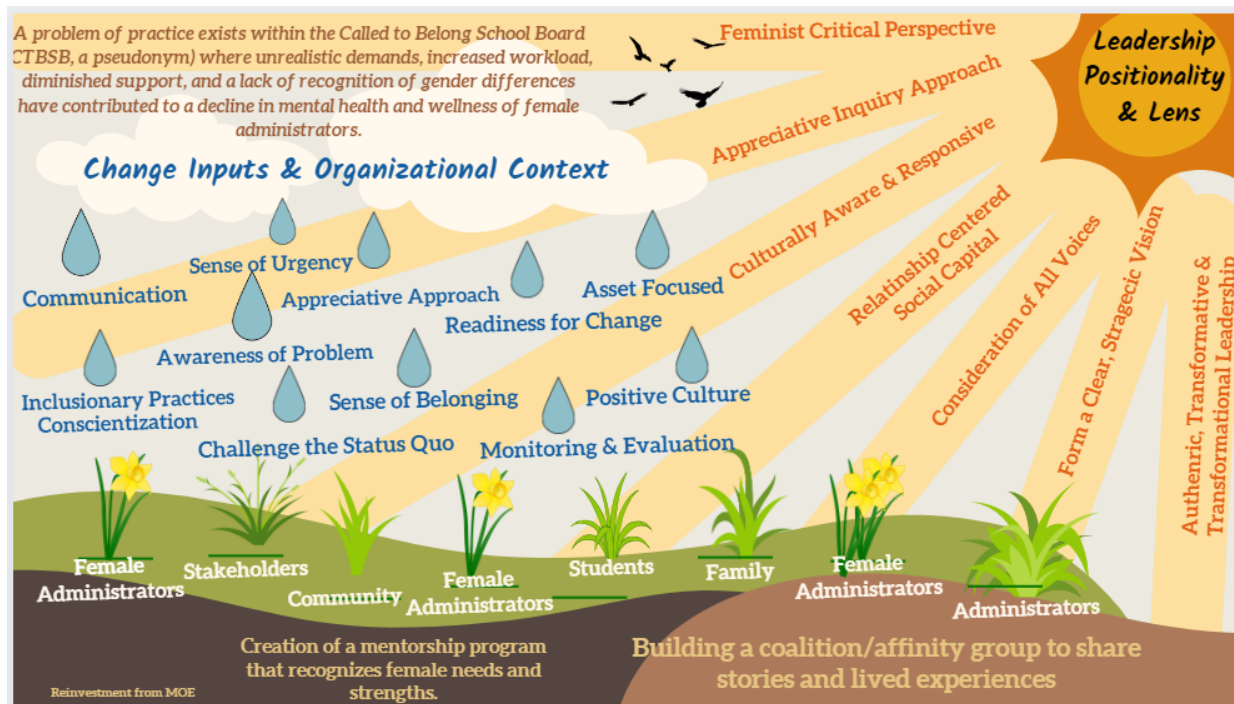 A problem of practice exists within the Called to Belong School Board
CTBSB, a pseudonym) where unrealistic demands, increased workload,
diminished support, and a lack of recognition of gender differences
have contributed to a decline in mental health and wellness of female
administrators.
Change Inputs & Organizational Context
Leadership
Positionality
& Lens
Feminist Critical Perspective
Appreciative Inquiry Approach
Culturally Aware & Responsive
Relatinship Centered
Social Capital
Consideration of All Voices
Form a Clear, Stragecic Vision
Authenric, Transformative &
Transformational Leadership
Sense of Urgency
Communication
Appreciative Approach
Asset Focused
Readiness for Change
Awareness of Problem
Inclusionary Practices
Conscientization
Sense of Belonging
Positive Culture
Challenge the Status Quo
Monitoring & Evaluation
Female
Administrators
Stakeholders
Community
Female
Administrators
Students
Family
Female
Administrators
Administrators
Creation of a mentorship program
that recognizes female needs and
strengths.
Building a coalition/affinity group to share
stories and lived experiences
Reinvestment from MOE